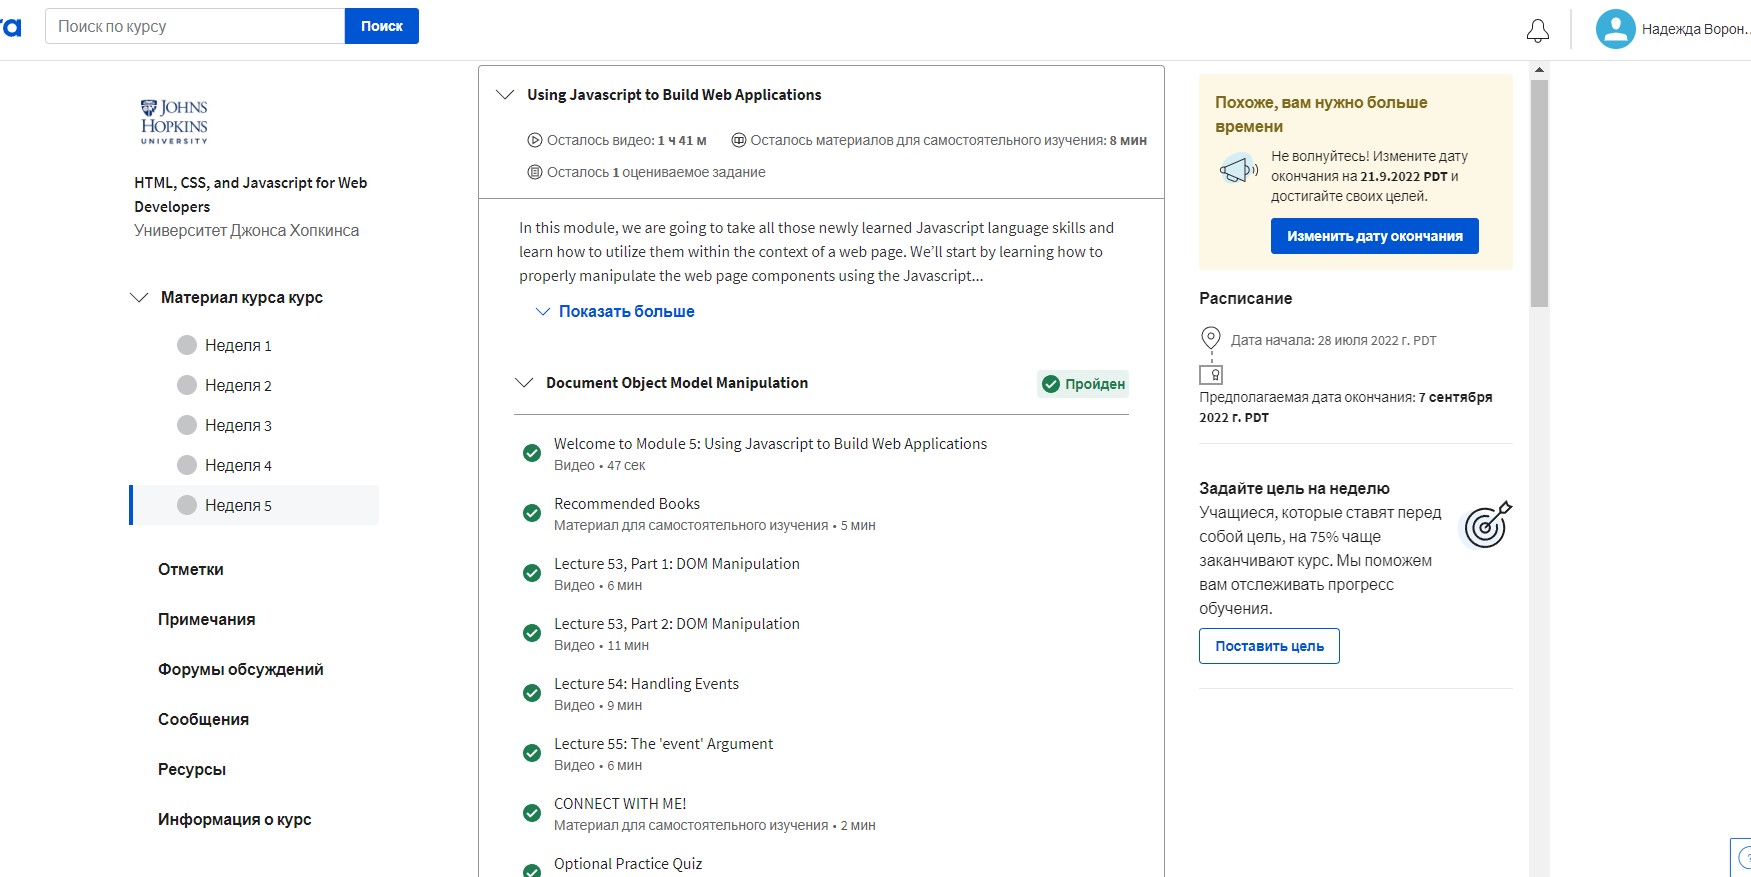 ra
Поиск по курсу
Поиск
Надежда Ворон...
JOHNS
HOPKINS
UNIVERSITY
HTML, CSS, and Javascript for Web
Developers
Университет Джонса Хопкинса
Материал курса курс
Неделя 1
Неделя 2
Неделя 3
Неделя 4
Неделя 5
Отметки
Примечания
Форумы обсуждений
Сообщения
Ресурсы
Информация о курс
Using Javascript to Build Web Applications
Осталось видео: 1 ч 41 м Осталось материалов для самостоятельного изучения: 8 мин
Осталось 1 оцениваемое задание
In this module, we are going to take all those newly learned Javascript language skills and
learn how to utilize them within the context of a web page. We’ll start by learning how to
properly manipulate the web page components using the Javascript...
Показать больше
Document Object Model Manipulation
Пройден
Welcome to Module 5: Using Javascript to Build Web Applications
Видео • 47 сек
Recommended Books
Материал для самостоятельного изучения • 5 мин
Lecture 53, Part 1: DOM Manipulation
Видео • 6 мин
Lecture 53, Part 2: DOM Manipulation
Видео • 11 мин
Lecture 54: Handling Events
Видео • 9 мин
Lecture 55: The 'event' Argument
Видео • 6 мин
CONNECT WITH ME!
Материал для самостоятельного изучения • 2 мин
Optional Practice Quiz
Похоже, вам нужно больше
времени
Не волнуйтесь! Измените дату
окончания на 21.9.2022 PDT и
достигайте своих целей.
Изменить дату окончания
Расписание
Дата начала: 28 июля 2022 г. PDT
Предполагаемая дата окончания: 7 сентября
2022 г. PDT
Задайте цель на неделю
Учащиеся, которые ставят перед
собой цель, на 75% чаще
заканчивают курс. Мы поможем
вам отслеживать прогресс
обучения.
Поставить цель